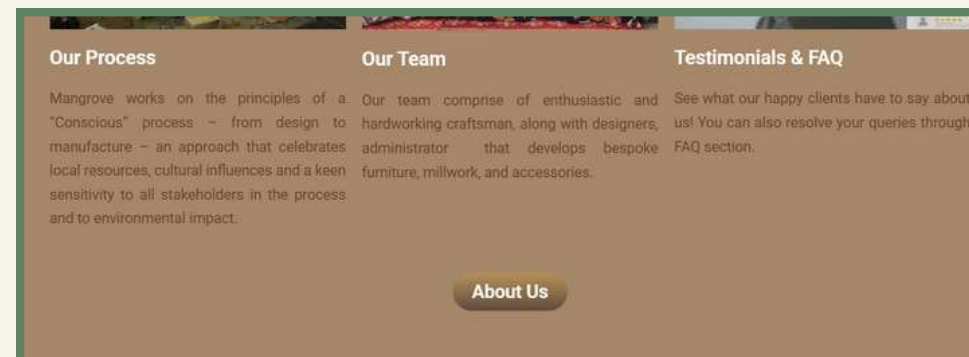 Our Process
Mangrove works on the principles of a
"Conscious" process – from design to
manufacture – an approach that celebrates
local resources, cultural influences and a keen
sensitivity to all stakeholders in the process
and to environmental impact.
Our Team
Our team comprise of enthusiastic and
hardworking craftsman, along with designers,
administrator that develops bespoke
furniture, millwork, and accessories.
Testimonials & FAQ
See what our happy clients have to say about
us! You can also resolve your queries through
FAQ section.
About Us